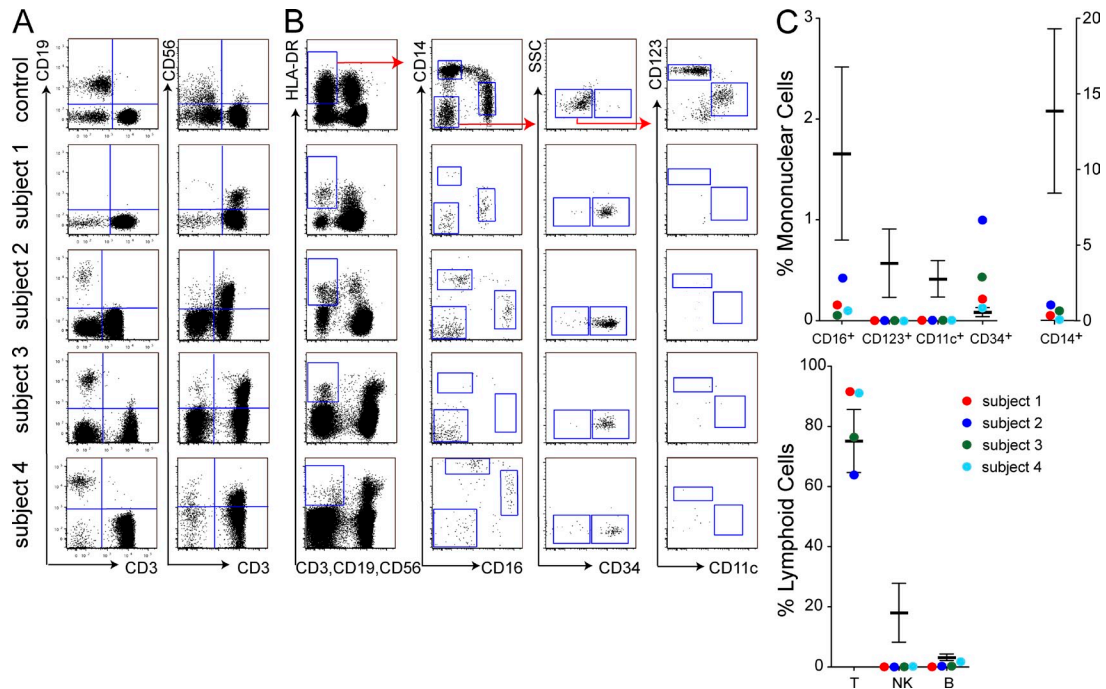 A
B
C
CD19
CD56
HLA-DR
CD14
SSC
CD123
control
subject 1
subject 2
subject 3
subject 4
CD3
CD3
CD3,CD19,CD56
CD16
CD34
CD11c
% Mononuclear Cells
3
2
1
0
20
15
10
5
0
CD16+
CD123+
CD11c+
CD34+
CD14+
% Lymphoid Cells
100
80
60
40
20
0
T
NK
B
subject 1
subject 2
subject 3
subject 4